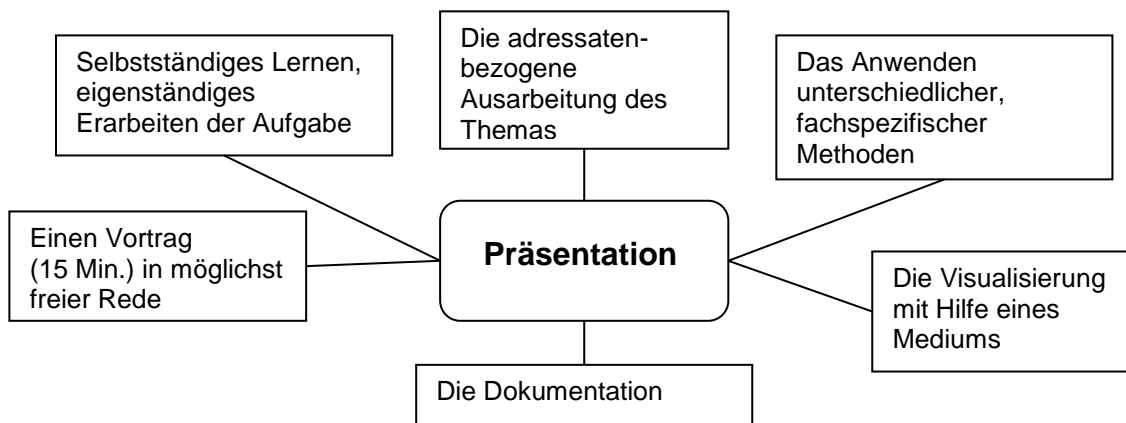 Selbstständiges Lernen,
eigenständiges
Erarbeiten der Aufgabe
Die adressaten-
bezogene
Ausarbeitung des
Themas
Das Anwenden
unterschiedlicher,
fachspezifischer
Methoden
Einen Vortrag
(15 Min.) in möglichst
freier Rede
Präsentation
Die Visualisierung
mit Hilfe eines
Mediums
Die Dokumentation